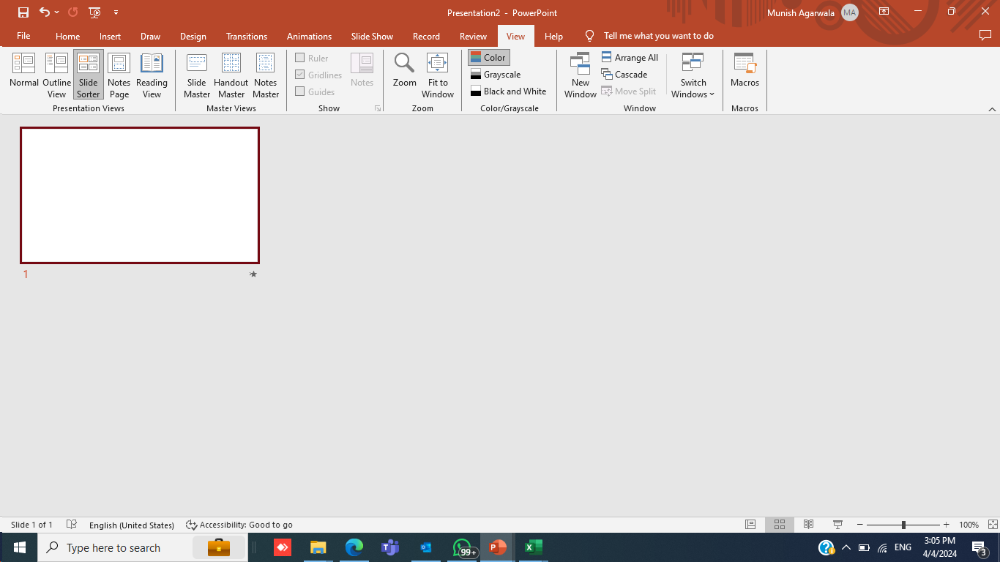 Presentation2 - PowerPoint
Munish Agarwala
MA
File
Home
Insert
Draw
Design
Transitions
Animations
Slide Show
Record
Review
View
Help
Tell me what you want to do
Normal
Outline
View
Slide
Sorter
Notes
Page
Reading
View
Presentation Views
Slide
Master
Handout
Master
Notes
Master
Master Views
Ruler
Gridlines
Guides
Notes
Show
Zoom
Fit to
Window
Zoom
Color
Grayscale
Black and White
Color/Grayscale
New
Window
Arrange All
Cascade
Move Split
Switch
Windows
Window
Macros
Macros
1
Slide 1 of 1
English (United States)
Accessibility: Good to go
100%
Type here to search
99+
ENG
3:05 PM
4/4/2024
3